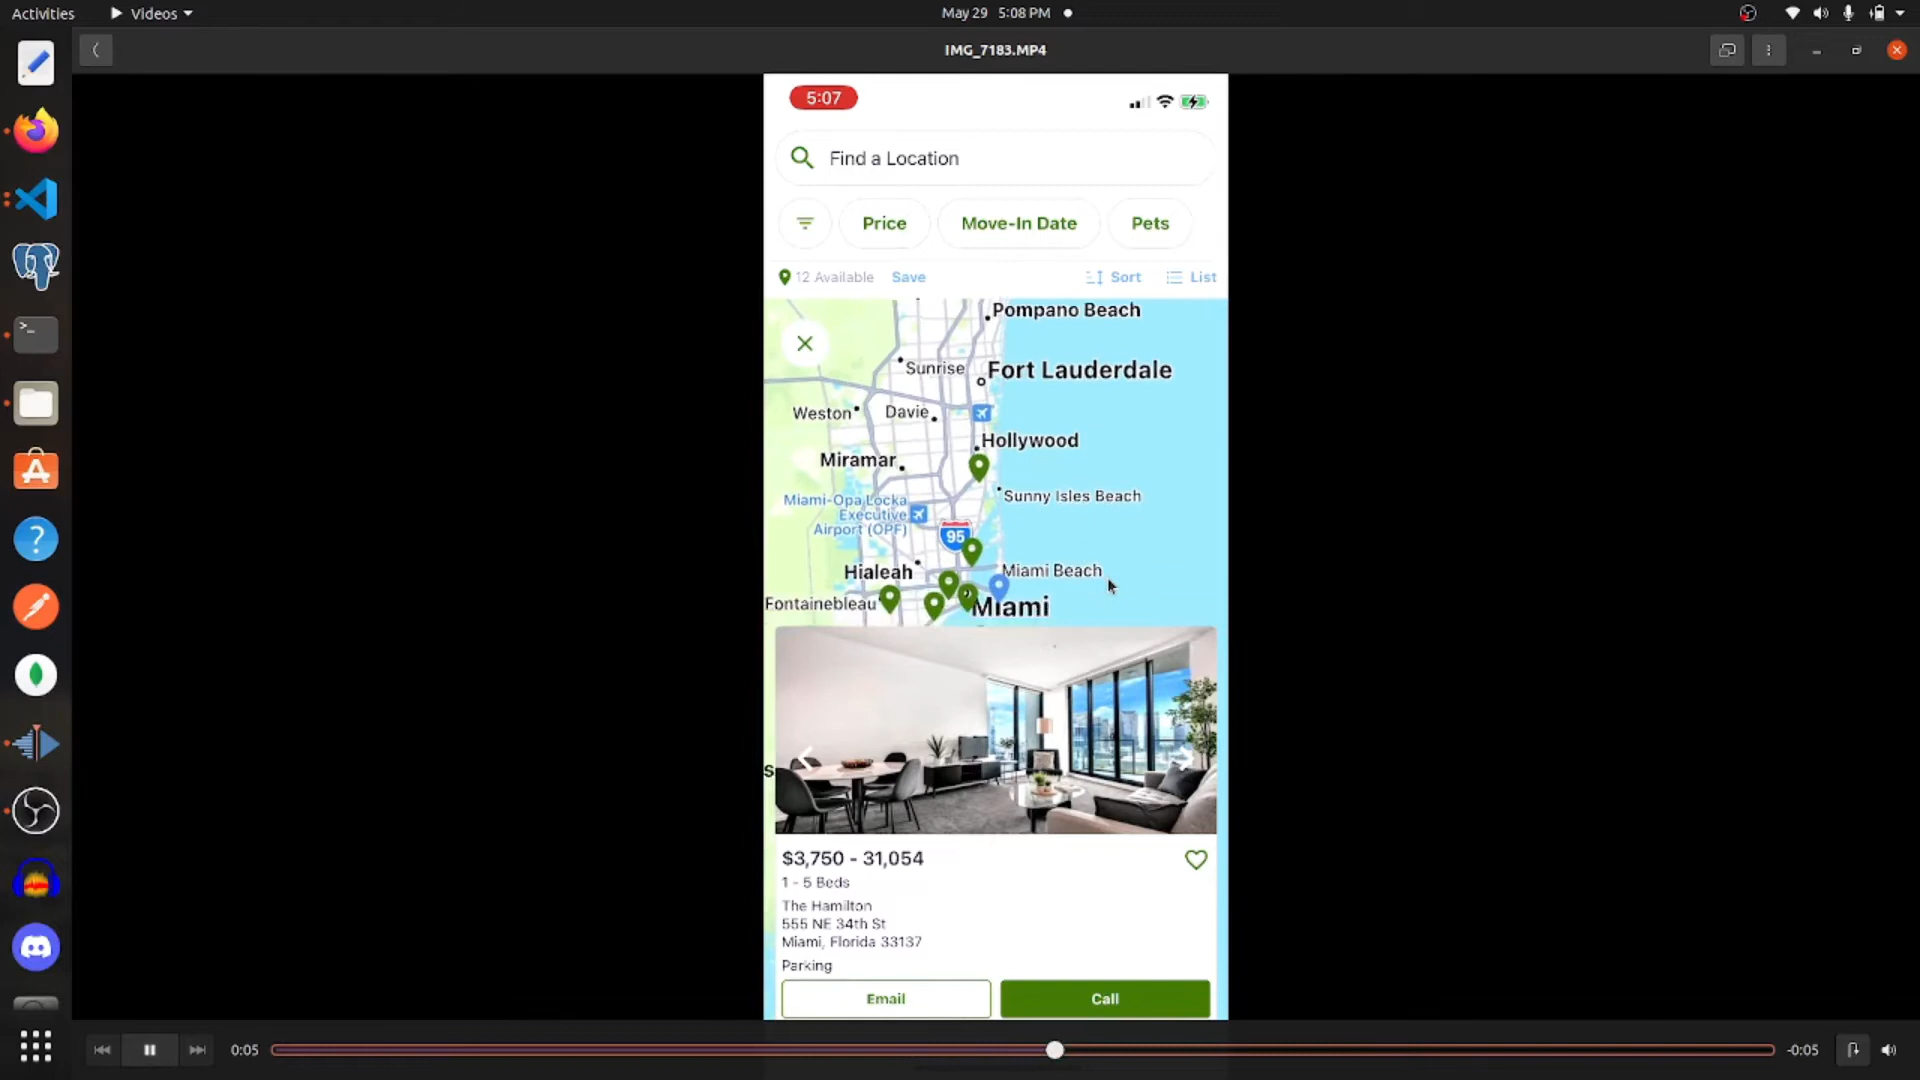 Activities
Videos
May 29 5:08 PM
IMG_7183.MP4
5:07
Find a Location
Price
Move-In Date
Pets
12 Available
Save
Sort
List
Pompano Beach
Sunrise
Fort Lauderdale
Weston
Davie
Hollywood
Miramar
Miami-Opa Locka
Executive
Airport (OPF)
Sunny Isles Beach
95
Hialeah
Miami Beach
Fontainebleau
Miami
S
$3,750 - 31,054
1 - 5 Beds
The Hamilton
555 NE 34th St
Miami, Florida 33137
Parking
Email
Call
0:05
-0:05